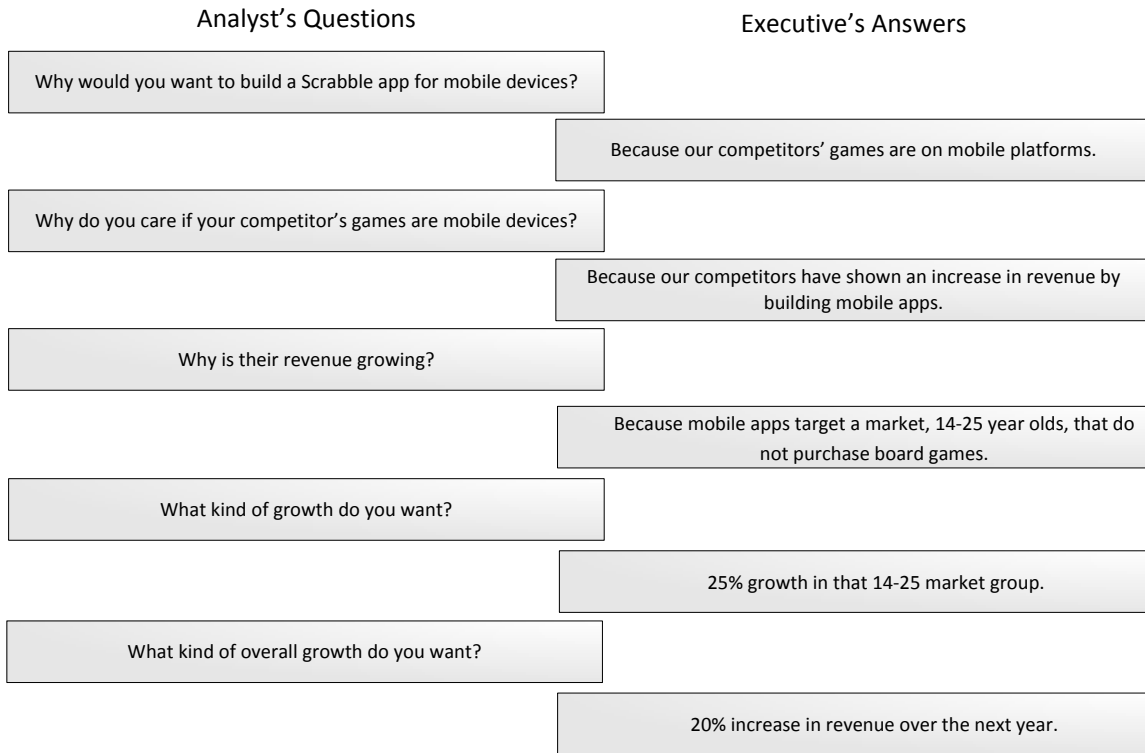 Analyst’s Questions
Executive’s Answers
Why would you want to build a Scrabble app for mobile devices?
Because our competitors’ games are on mobile platforms.
Why do you care if your competitor’s games are mobile devices?
Because our competitors have shown an increase in revenue by
building mobile apps.
Why is their revenue growing?
Because mobile apps target a market, 14-25 year olds, that do
not purchase board games.
What kind of growth do you want?
25% growth in that 14-25 market group.
What kind of overall growth do you want?
20% increase in revenue over the next year.